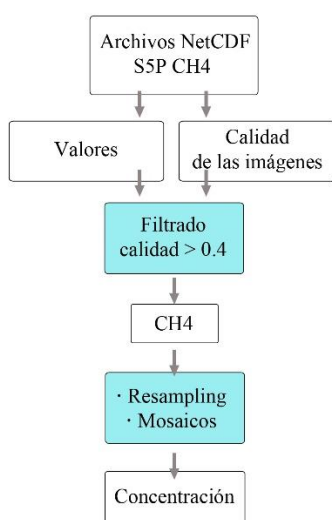 Archivos NetCDF
S5P CH4
Valores
Calidad
de las imágenes
Filtrado
calidad > 0.4
CH4
· Resampling
· Mosaicos
Concentración